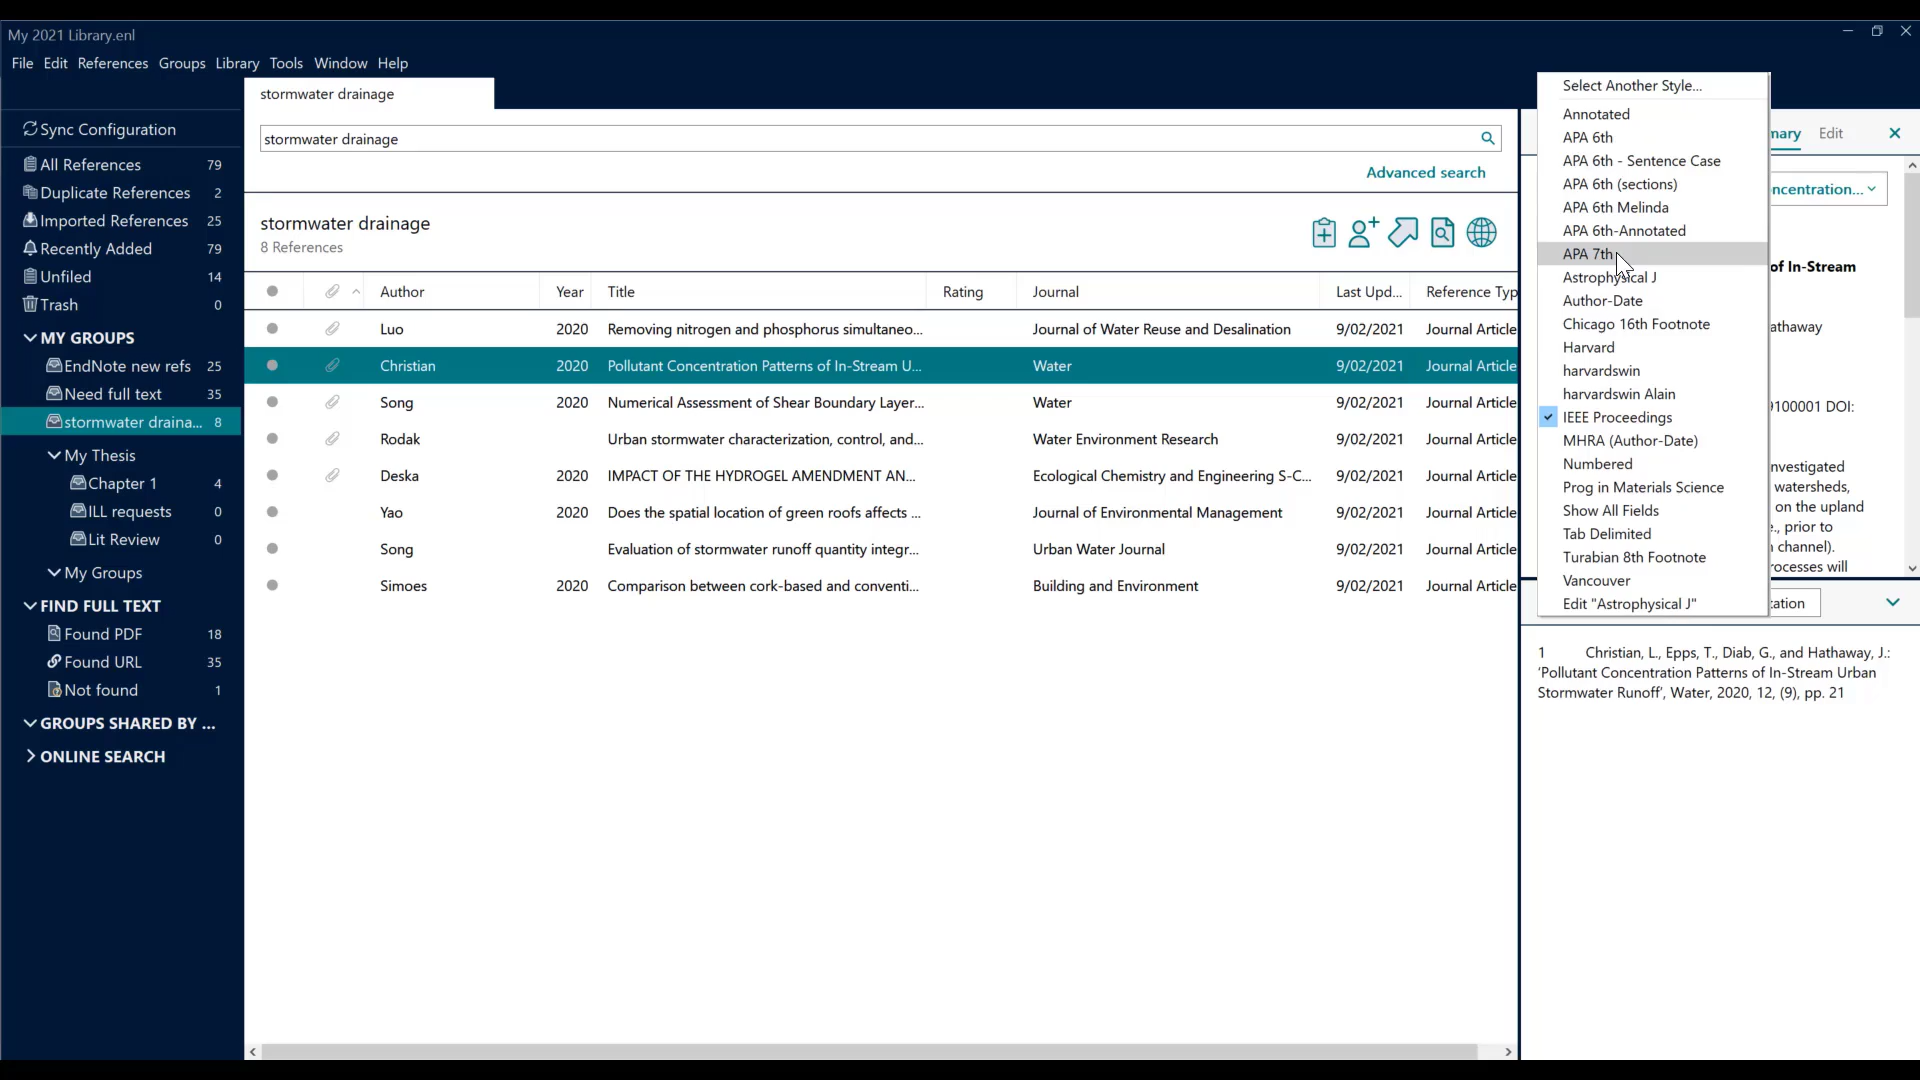 My 2021 Library.enl
File Edit References Groups Library Tools Window Help
Sync Configuration
All References 79
Duplicate References 2
Imported References 25
Recently Added 79
Unfiled 14
Trash 0
MY GROUPS
EndNote new refs 25
Need full text 35
stormwater draina... 8
My Thesis
Chapter 1 4
ILL requests 0
Lit Review 0
My Groups
FIND FULL TEXT
Found PDF 18
Found URL 35
Not found 1
GROUPS SHARED BY ...
ONLINE SEARCH
stormwater drainage
stormwater drainage
Advanced search
stormwater drainage
8 References
Author Year Title Rating Journal Last Upd... Reference Typ
Luo 2020 Removing nitrogen and phosphorus simultaneo... Journal of Water Reuse and Desalination 9/02/2021 Journal Article
Christian 2020 Pollutant Concentration Patterns of In-Stream U... Water 9/02/2021 Journal Article
Song 2020 Numerical Assessment of Shear Boundary Layer... Water 9/02/2021 Journal Article
Rodak 2020 Urban stormwater characterization, control, and... Water Environment Research 9/02/2021 Journal Article
Deska 2020 IMPACT OF THE HYDROGEL AMENDMENT AN... Ecological Chemistry and Engineering S-C... 9/02/2021 Journal Article
Yao 2020 Does the spatial location of green roofs affects ... Journal of Environmental Management 9/02/2021 Journal Article
Song Evaluation of stormwater runoff quantity integr... Urban Water Journal 9/02/2021 Journal Article
Simoes 2020 Comparison between cork-based and conventi... Building and Environment 9/02/2021 Journal Article
Select Another Style...
Annotated
APA 6th
APA 6th - Sentence Case
APA 6th (sections)
APA 6th Melinda
APA 6th-Annotated
APA 7th
Astrophysical J
Author-Date
Chicago 16th Footnote
Harvard
harvardswin
harvardswin Alain
IEEE Proceedings
MHRA (Author-Date)
Numbered
Prog in Materials Science
Show All Fields
Tab Delimited
Turabian 8th Footnote
Vancouver
Edit "Astrophysical J"
mary Edit
ncentration...
of In-Stream
athaway
9100001 DOI:
nvestigated
watersheds,
on the upland
., prior to
channel).
rocesses will
tation
1 Christian, L., Epps, T., Diab, G., and Hathaway, J.:
'Pollutant Concentration Patterns of In-Stream Urban
Stormwater Runoff', Water, 2020, 12, (9), pp. 21